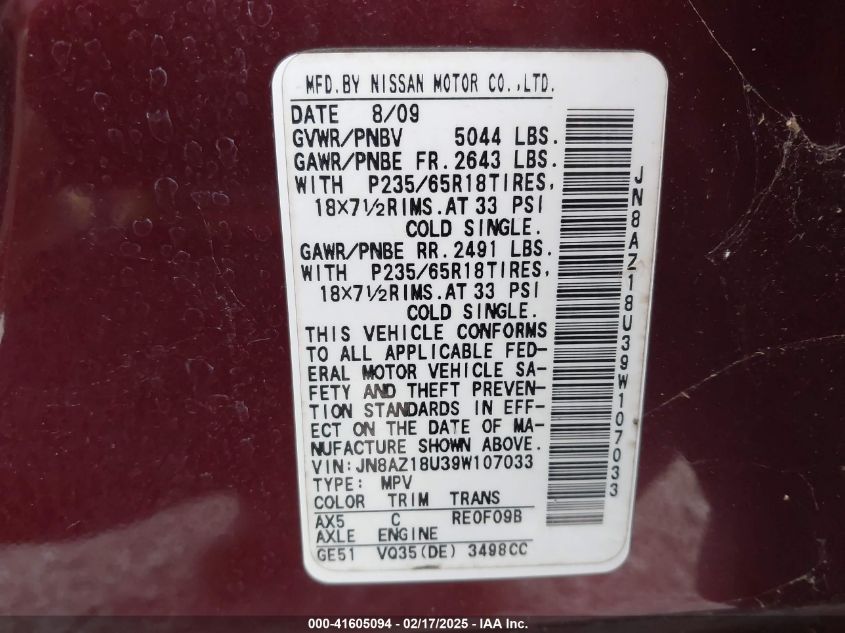 MFD.BY NISSAN MOTOR CO.,LTD.
DATE 8/09
GVWR/PNBV 5044 LBS.
GAWR/PNBE FR. 2643 LBS.
WITH P235/65R18TIRES,
18X7½RIMS.AT 33 PSI
COLD SINGLE.
GAWR/PNBE RR. 2491 LBS.
WITH P235/65R18TIRES,
18X7½RIMS.AT 33 PSI
COLD SINGLE.
THIS VEHICLE CONFORMS
TO ALL APPLICABLE FED-
ERAL MOTOR VEHICLE SA-
FETY AND THEFT PREVEN-
TION STANDARDS IN EFF-
ECT ON THE DATE OF MA-
NUFACTURE SHOWN ABOVE.
VIN:JN8AZ18U39W107033
TYPE: MPV
COLOR TRIM TRANS
AX5 C RE0F09B
AXLE ENGINE
GE51 VQ35(DE) 3498CC
JN8AZ18U39W107033
000-41605094 - 02/17/2025 - IAAI.com